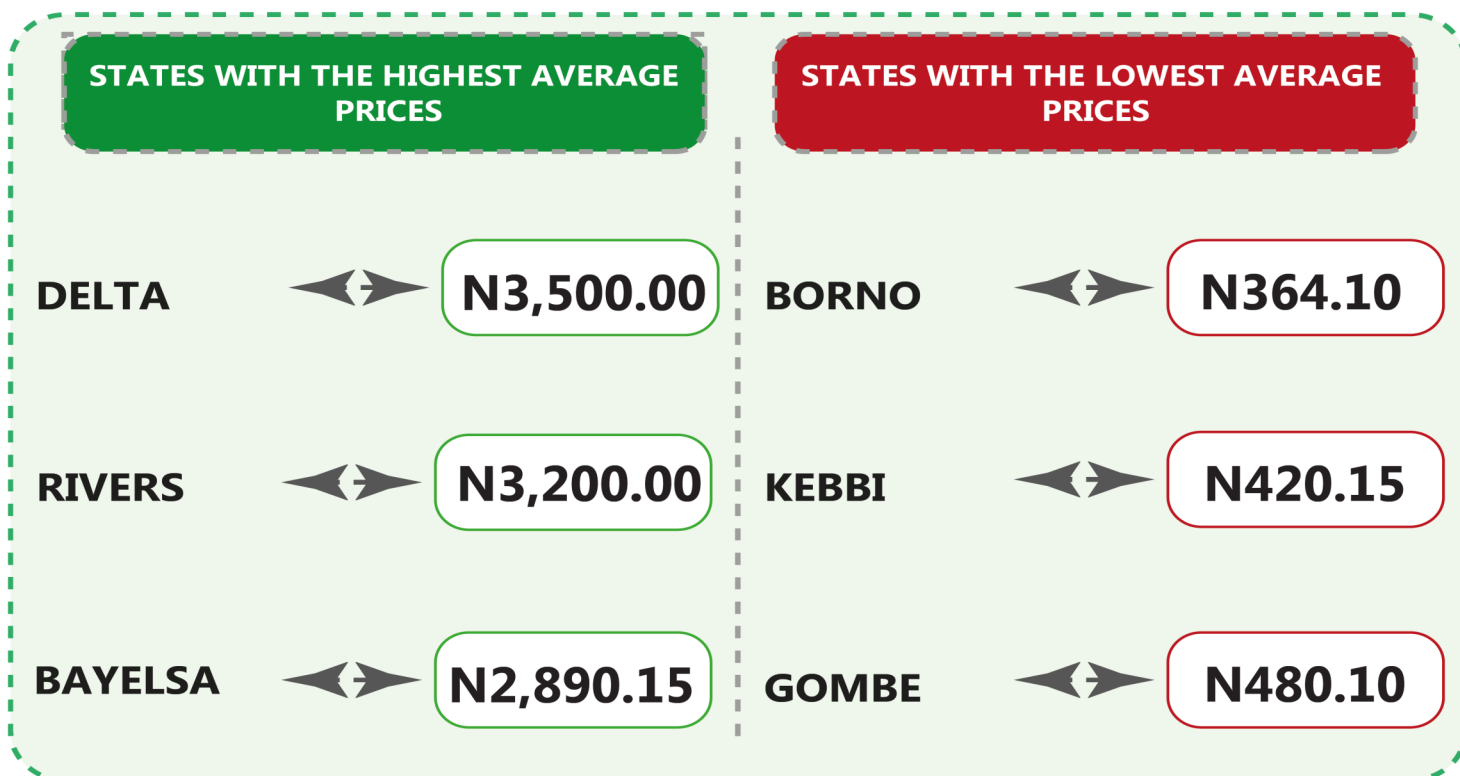 STATES WITH THE HIGHEST AVERAGE
PRICES
DELTA N3,500.00
RIVERS N3,200.00
BAYELSA N2,890.15
STATES WITH THE LOWEST AVERAGE
PRICES
BORNO N364.10
KEBBI N420.15
GOMBE N480.10